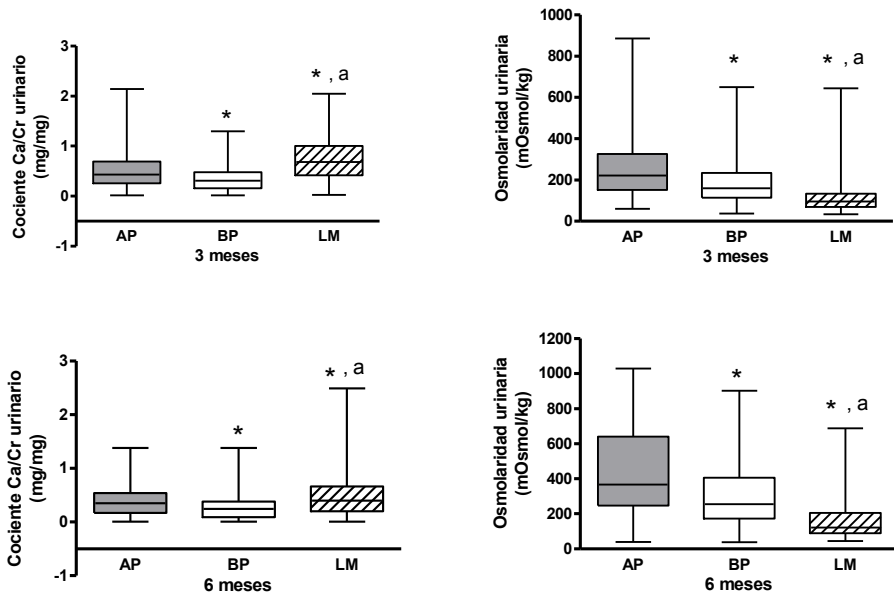 Cociente Ca/Cr urinario
(mg/mg)
3
2
1
0
-1
*
* , a
AP
BP
LM
3 meses
Osmolaridad urinaria
(mOsmol/kg)
1000
800
600
400
200
0
*
* , a
AP
BP
LM
3 meses
Cociente Ca/Cr urinario
(mg/mg)
3
2
1
0
-1
*
* , a
AP
BP
LM
6 meses
Osmolaridad urinaria
(mOsmol/kg)
1200
1000
800
600
400
200
0
*
* , a
AP
BP
LM
6 meses